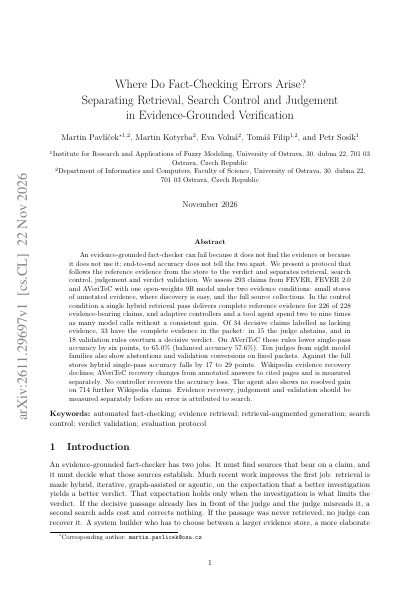 Where Do Fact-Checking Errors Arise?
Separating Retrieval, Search Control and Judgement
in Evidence-Grounded Verification
Martin Pavlíček*1,2, Martin Kotyrba2, Eva Volná2, Tomáš Filip1,2, and Petr Sosík1
1Institute for Research and Applications of Fuzzy Modeling, University of Ostrava, 30. dubna 22, 701 03
Ostrava, Czech Republic
2Department of Informatics and Computers, Faculty of Science, University of Ostrava, 30. dubna 22,
701 03 Ostrava, Czech Republic
November 2026
Abstract
An evidence-grounded fact-checker can fail because it does not find the evidence or because
it does not use it; end-to-end accuracy does not tell the two apart. We present a protocol that
follows the reference evidence from the store to the verdict and separates retrieval, search
control, judgement and verdict validation. We assess 293 claims from FEVER, FEVER 2.0
and AVeriTeC with one open-weights 9B model under two evidence conditions: small stores
of annotated evidence, where discovery is easy, and the full source collections. In the control
condition a single hybrid retrieval pass delivers complete reference evidence for 226 of 228
evidence-bearing claims, and adaptive controllers and a tool agent spend two to nine times
as many model calls without a consistent gain. Of 34 decisive claims labelled as lacking
evidence, 33 have the complete evidence in the packet: in 15 the judge abstains, and in
18 validation rules overturn a decisive verdict. On AVeriTeC these rules lower single-pass
accuracy by six points, to 65.0% (balanced accuracy 57.6%). Ten judges from eight model
families also show abstentions and validation conversions on fixed packets. Against the full
stores hybrid single-pass accuracy falls by 17 to 29 points. Wikipedia evidence recovery
declines; AVeriTeC recovery changes from annotated answers to cited pages and is measured
separately. No controller recovers the accuracy loss. The agent also shows no resolved gain
on 714 further Wikipedia claims. Evidence recovery, judgement and validation should be
measured separately before an error is attributed to search.
Keywords: automated fact-checking; evidence retrieval; retrieval-augmented generation; search
control; verdict validation; evaluation protocol
1 Introduction
An evidence-grounded fact-checker has two jobs. It must find sources that bear on a claim, and
it must decide what those sources establish. Much recent work improves the first job: retrieval
is made hybrid, iterative, graph-assisted or agentic, on the expectation that a better investigation
yields a better verdict. That expectation holds only when the investigation is what limits the
verdict. If the decisive passage already lies in front of the judge and the judge misreads it, a
second search adds cost and corrects nothing. If the passage was never retrieved, no judge can
recover it. A system builder who has to choose between a larger evidence store, a more elaborate
*Corresponding author: martin.pavlicek@osu.cz
1
arXiv:2611.29697v1 [cs.CL] 22 Nov 2026